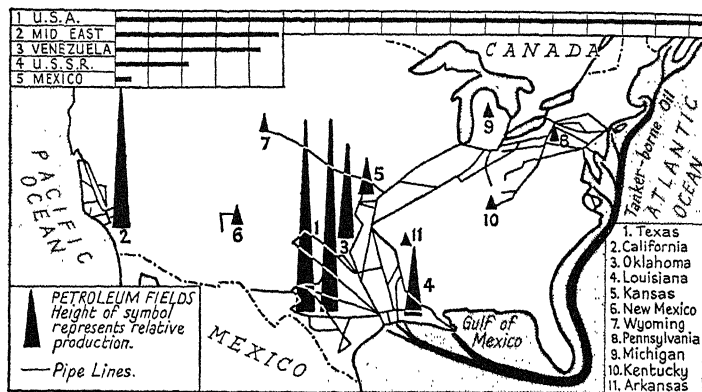 1 U.S.A.
2 MID EAST
3 VENEZUELA
4 U.S.S.R.
5 MEXICO
CANADA
PACIFIC
OCEAN
Tanker-borne Oil
ATLANTIC
OCEAN
9
7
8
5
10
6
2
1
3
11
4
MEXICO
Gulf of
Mexico
PETROLEUM FIELDS
Height of symbol
represents relative
production.
Pipe Lines.
1. Texas
2. California
3. Oklahoma
4. Louisiana
5. Kansas
6. New Mexico
7. Wyoming
8. Pennsylvania
9. Michigan
10. Kentucky
11. Arkansas